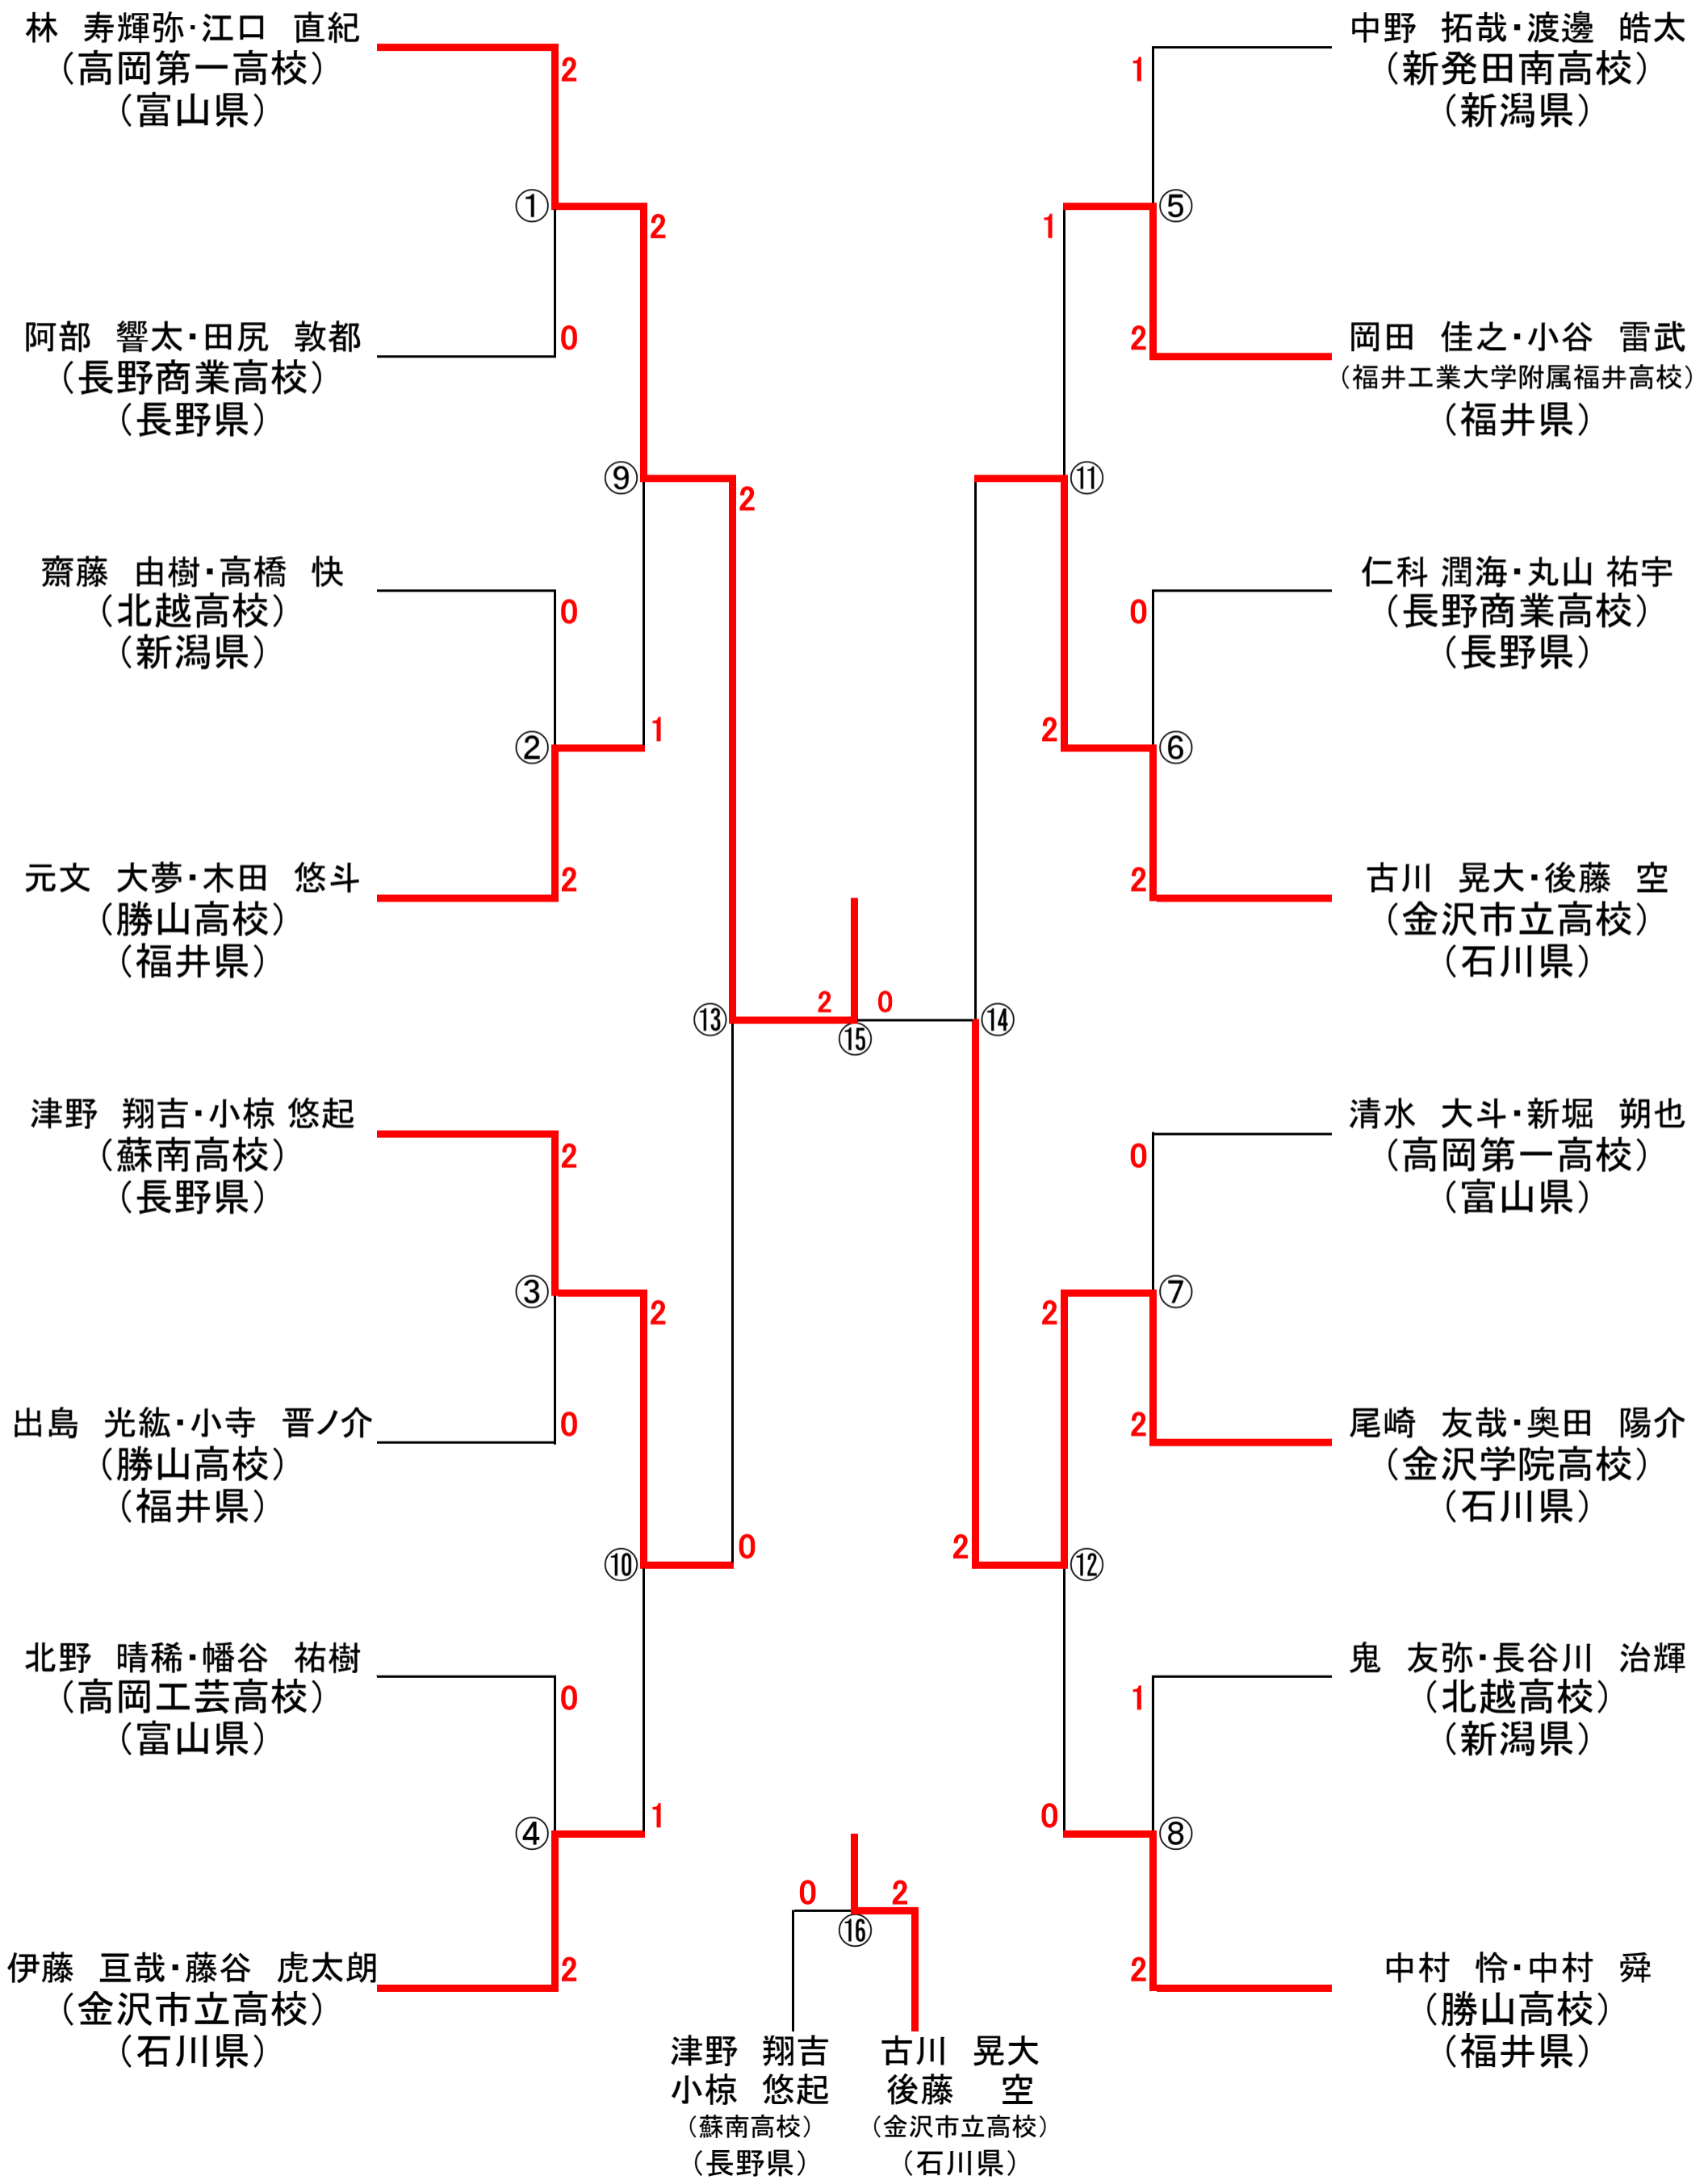 林 寿輝弥・江口 直紀
（高岡第一高校）
（富山県）
2
①
2
阿部 響太・田尻 敦都
（長野商業高校）
（長野県）
0
⑨
2
齋藤 由樹・高橋 快
（北越高校）
（新潟県）
0
②
1
元文 大夢・木田 悠斗
（勝山高校）
（福井県）
2
⑬
2
0
⑮
⑭
津野 翔吉・小椋 悠起
（蘇南高校）
（長野県）
2
③
2
出島 光紘・小寺 晋ノ介
（勝山高校）
（福井県）
0
⑩
0
北野 晴稀・幡谷 祐樹
（高岡工芸高校）
（富山県）
0
④
1
伊藤 亘哉・藤谷 虎太朗
（金沢市立高校）
（石川県）
2
中野 拓哉・渡邊 皓太
（新発田南高校）
（新潟県）
1
⑤
1
岡田 佳之・小谷 雷武
（福井工業大学附属福井高校）
（福井県）
2
⑪
仁科 潤海・丸山 祐宇
（長野商業高校）
（長野県）
0
⑥
2
古川 晃大・後藤 空
（金沢市立高校）
（石川県）
2
清水 大斗・新堀 朔也
（高岡第一高校）
（富山県）
0
⑦
2
尾崎 友哉・奥田 陽介
（金沢学院高校）
（石川県）
2
⑫
2
鬼 友弥・長谷川 治輝
（北越高校）
（新潟県）
1
⑧
0
中村 怜・中村 舜
（勝山高校）
（福井県）
2
0
2
⑯
津野 翔吉
小椋 悠起
（蘇南高校）
（長野県）
古川 晃大
後藤 空
（金沢市立高校）
（石川県）